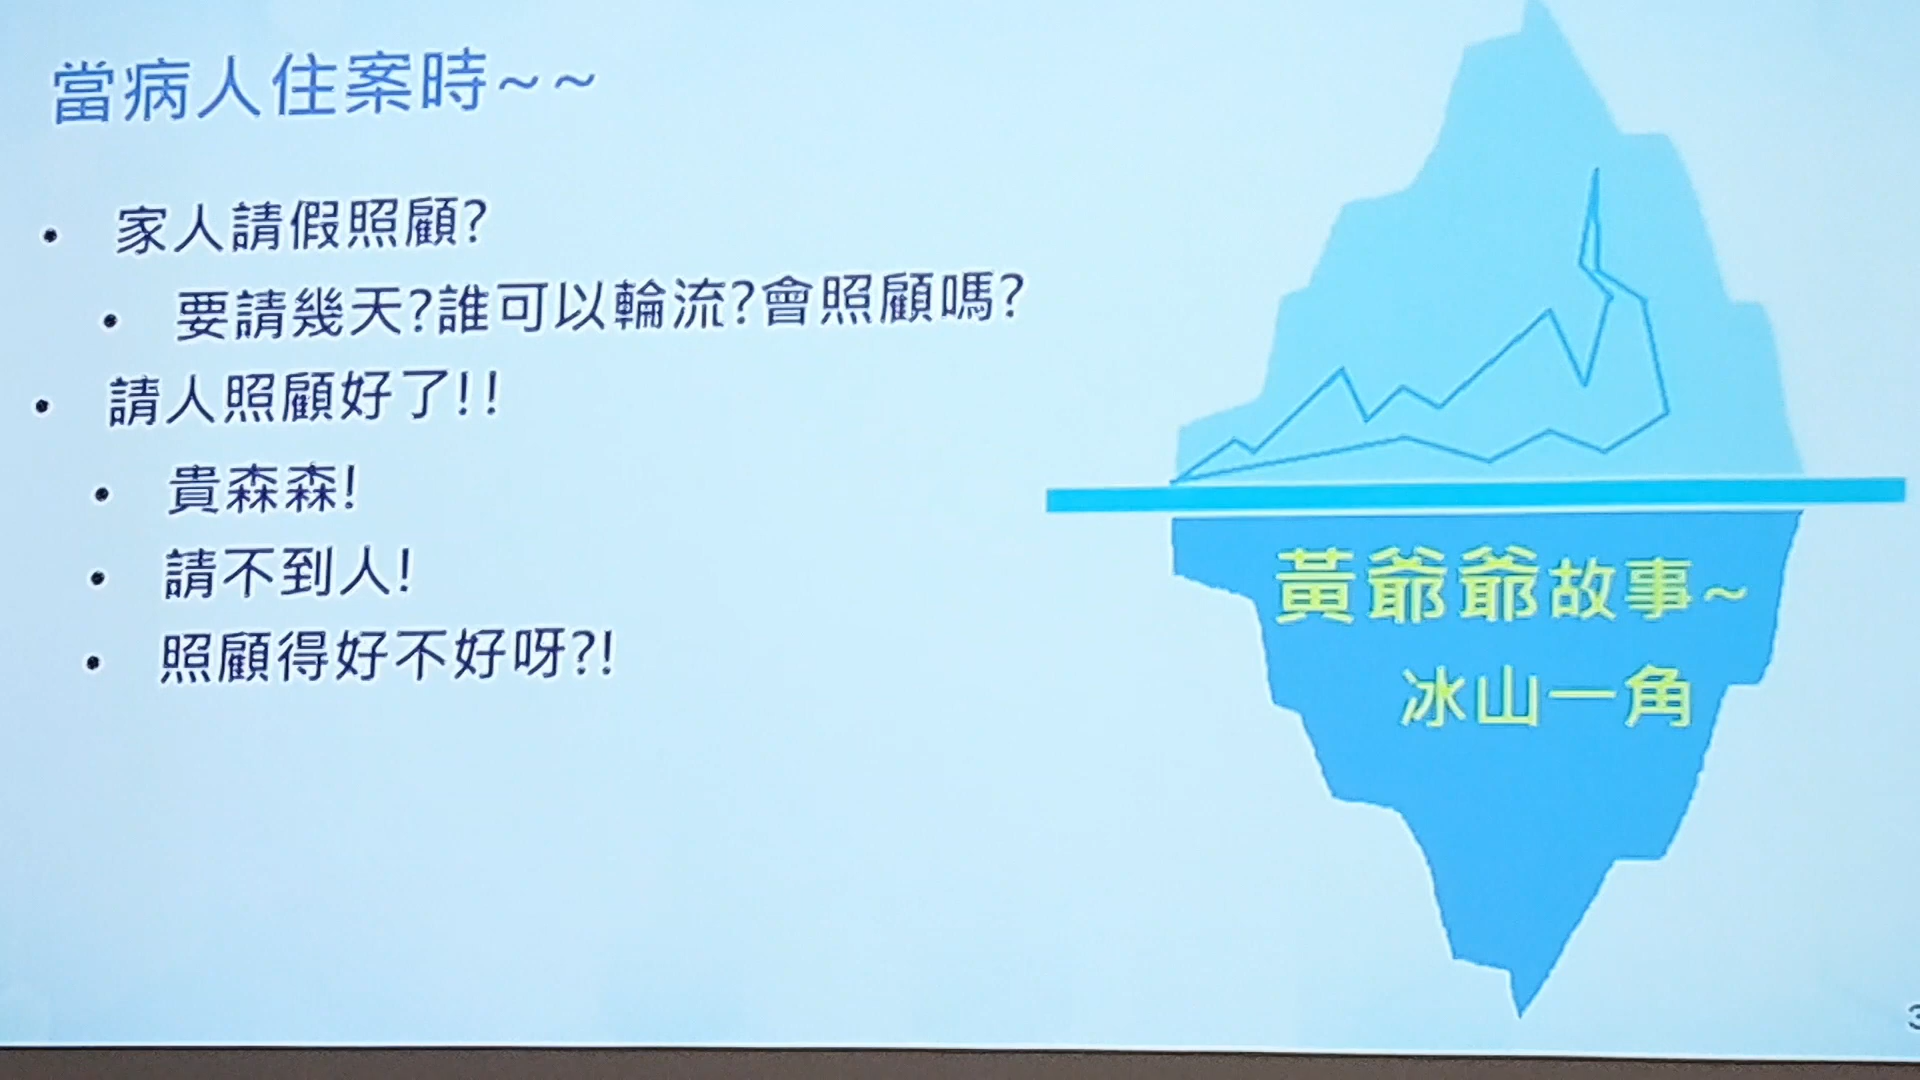 當病人住案時~~
• 家人請假照顧?
• 要請幾天?誰可以輪流?會照顧嗎?
• 請人照顧好了!!
• 貴森森!
• 請不到人!
• 照顧得好不好呀?!
黃爺爺故事~
冰山一角